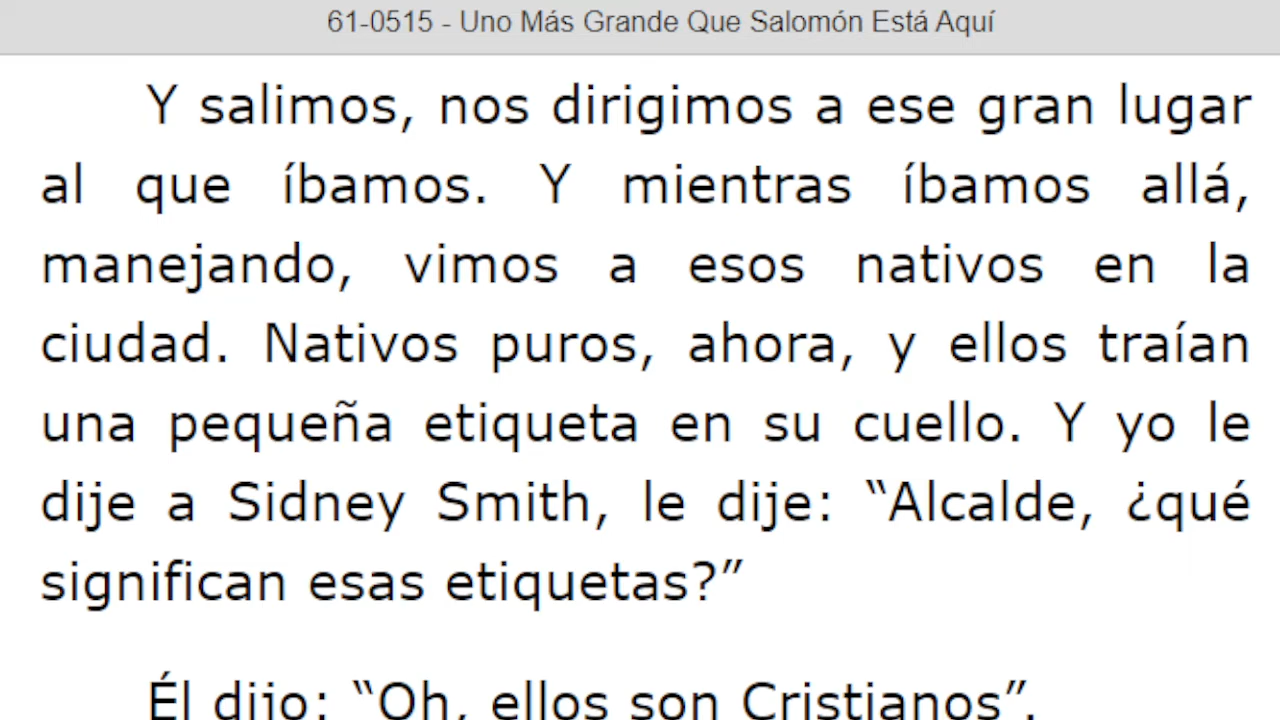 61-0515 - Uno Más Grande Que Salomón Está Aquí
Y salimos, nos dirigimos a ese gran lugar
al que íbamos. Y mientras íbamos allá,
manejando, vimos a esos nativos en la
ciudad. Nativos puros, ahora, y ellos traían
una pequeña etiqueta en su cuello. Y yo le
dije a Sidney Smith, le dije: “Alcalde, ¿qué
significan esas etiquetas?”
Él dijo: “Oh, ellos son Cristianos”.